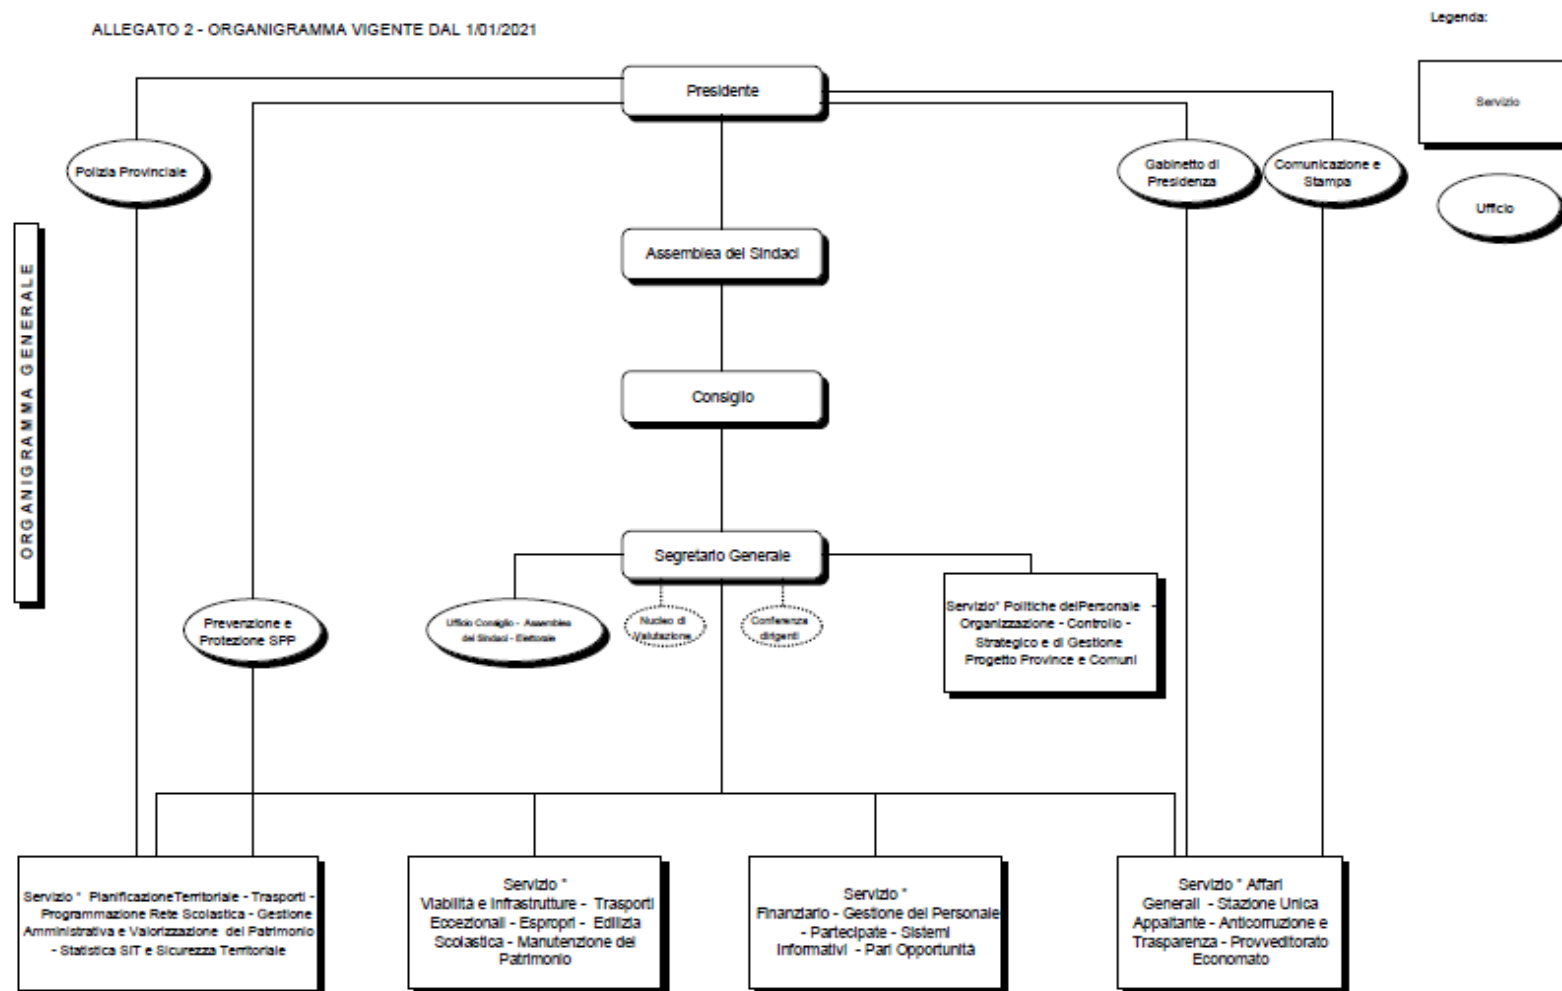 ALLEGATO 2 - ORGANIGRAMMA VIGENTE DAL 1/01/2021
Legenda:
Servizio
Ufficio
ORGANIGRAMMA GENERALE
Presidente
Polizia Provinciale
Gabinetto di
Presidenza
Comunicazione e
Stampa
Assemblea dei Sindaci
Consiglio
Segretario Generale
Prevenzione e
Protezione SPP
Ufficio Consiglio - Assemblea
dei Sindaci - Elettorale
Nucleo di
Valutazione
Conferenza
dirigenti
Servizio" Politiche delPersonale -
Organizzazione - Controllo -
Strategico e di Gestione
Progetto Province e Comuni
Servizio " PianificazioneTerritoriale - Trasporti -
Programmazione Rete Scolastica - Gestione
Amministrativa e Valorizzazione del Patrimonio
- Statistica SIT e Sicurezza Territoriale
Servizio "
Viabilità e Infrastrutture - Trasporti
Eccezionali - Espropri - Edilizia
Scolastica - Manutenzione del
Patrimonio
Servizio "
Finanziario - Gestione del Personale
- Partecipate - Sistemi
Informativi - Pari Opportunità
Servizio " Affari
Generali - Stazione Unica
Appaltante - Anticorruzione e
Trasparenza - Provveditorato
Economato